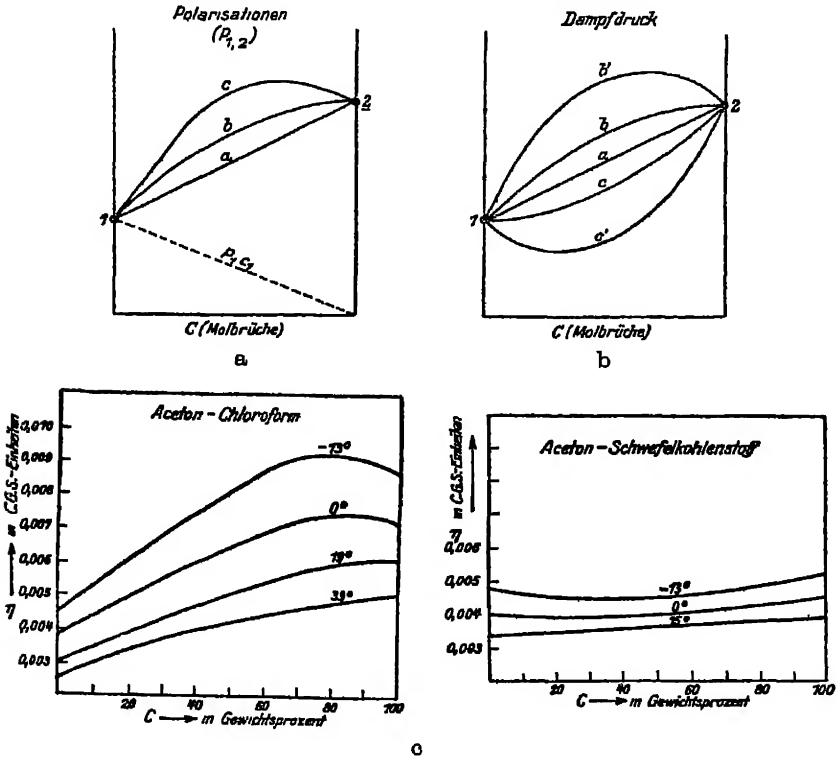 Polarisationen
(P1,2)
c
b
a
1
2
P1 C1
C (Molbrüche)
a
Dampfdruck
b'
b
a
c
c'
1
2
C (Molbrüche)
b
Aceton-Chloroform
η → in C.G.S.-Einheiten
0,010
0,009
0,008
0,007
0,006
0,005
0,004
0,003
-13°
0°
19°
39°
20 40 60 80 100
C → in Gewichtsprozent
Aceton-Schwefelkohlenstoff
η in C.G.S.-Einheiten →
0,006
0,005
0,004
0,003
-13°
0°
15°
20 40 60 80 100
C → in Gewichtsprozent
c